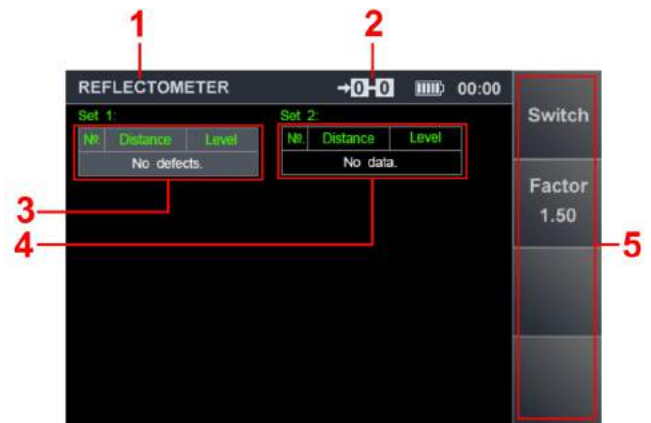 1 2
REFLECTOMETER →0-0 00:00
Set 1: Set 2:
№. Distance Level № Distance Level
No defects. No data.
Switch
Factor
1.50
3
4
5